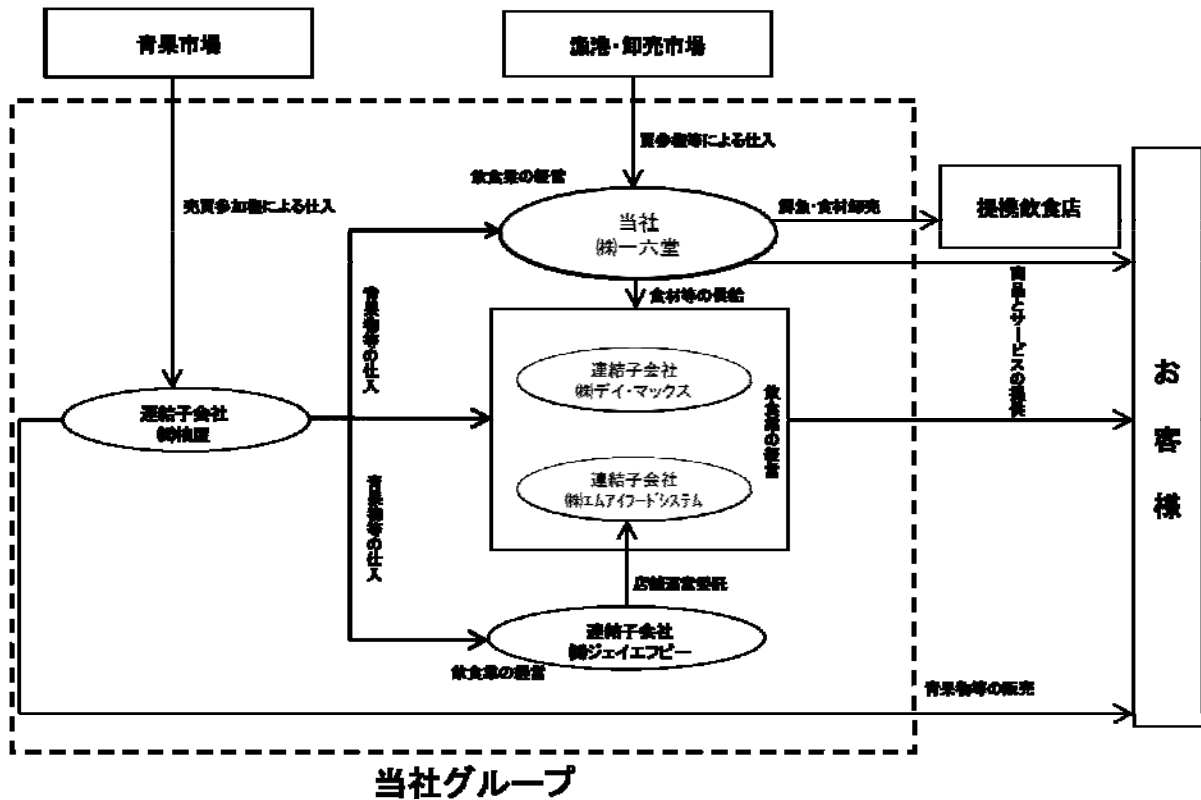 青果市場
漁港・卸売市場
買参権等による仕入
飲食業の経営
売買参加権による仕入
当社
㈱一六堂
鮮魚・食材卸売
提携飲食店
食材等の供給
青果物等の仕入
商品とサービスの提供
連結子会社
㈱デイ・マックス
飲食業の経営
お客様
連結子会社
連結子会社
㈱エムアイフードシステム
青果物等の仕入
店舗運営委託
連結子会社
㈱ジェイエフピー
飲食業の経営
青果物等の販売
当社グループ